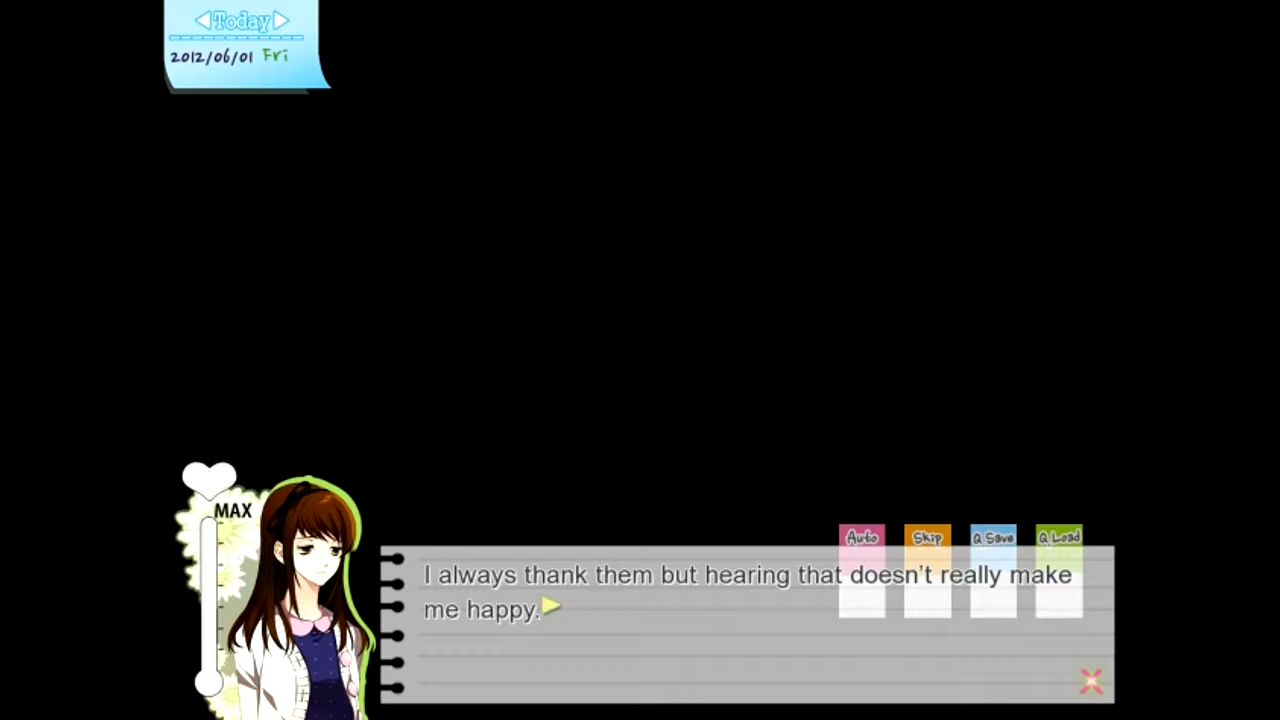 Today
2012/06/01 Fri
MAX
Auto Skip Q.Save Q.Load
I always thank them but hearing that doesn’t really make
me happy.